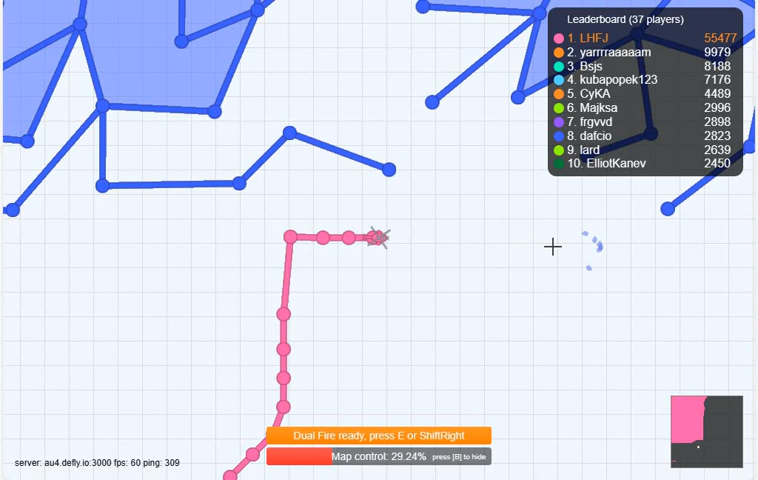 Leaderboard (37 players)
1. LHFJ 55477
2. yarrrraaaaam 9979
3. Bsjs 8188
4. kubapopek123 7176
5. CyKA 4489
6. Majksa 2996
7. frgvvd 2898
8. dafcio 2823
9. lard 2639
10. ElliotKanev 2450
Dual Fire ready, press E or ShiftRight
Map control: 29.24% press [B] to hide
server: au4.defly.io:3000 fps: 60 ping: 309